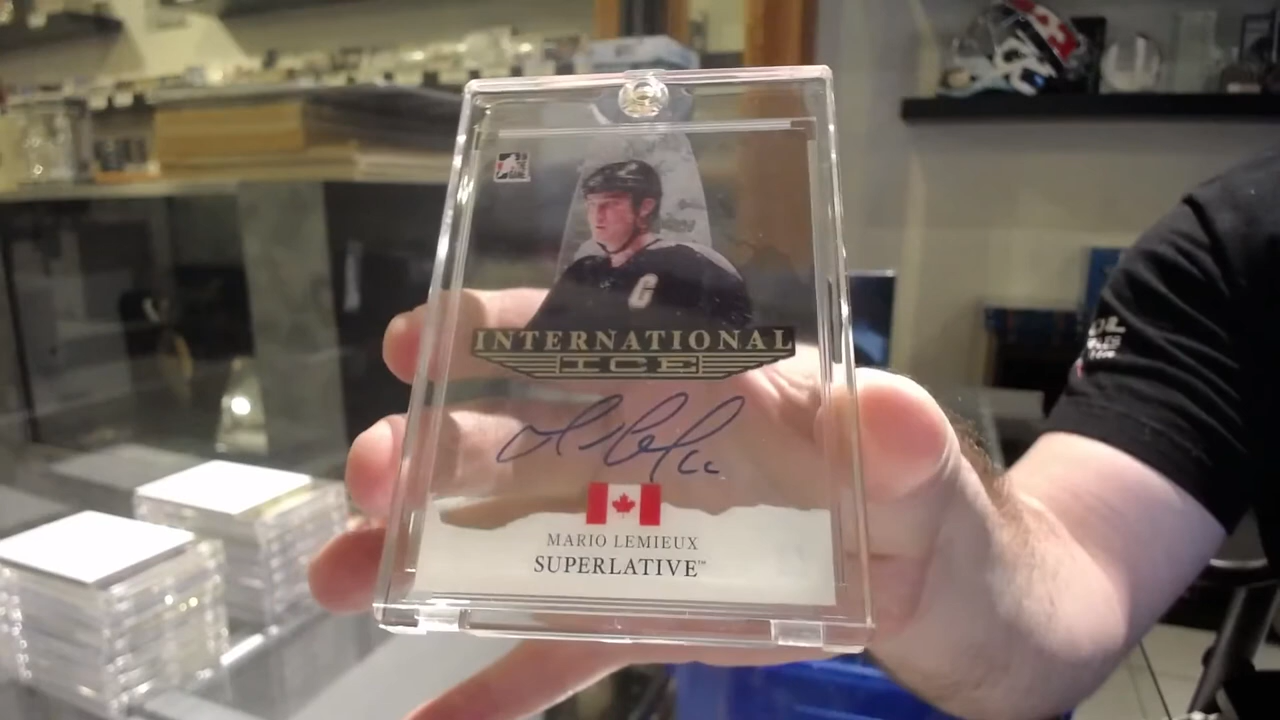 C
INTERNATIONAL
ICE
MARIO LEMIEUX
SUPERLATIVE™